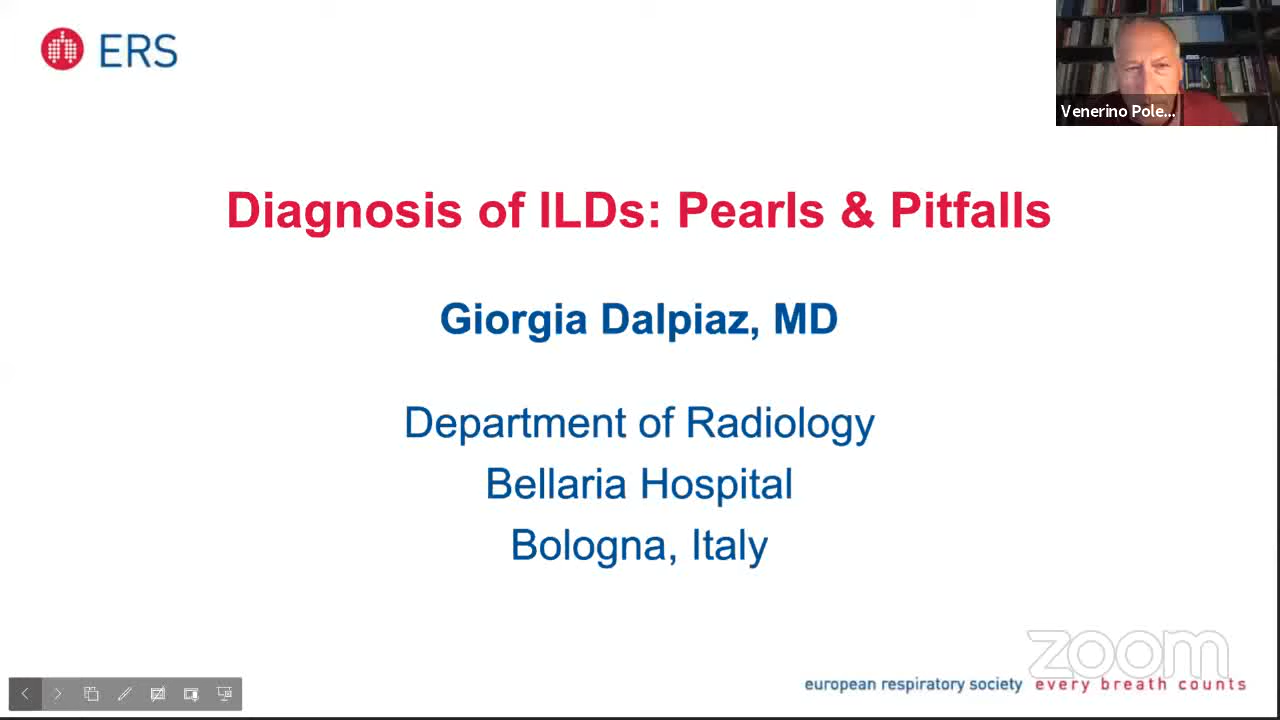 ERS
Venerino Pole...
Diagnosis of ILDs: Pearls & Pitfalls
Giorgia Dalpiaz, MD
Department of Radiology
Bellaria Hospital
Bologna, Italy
zoom
european respiratory society every breath counts